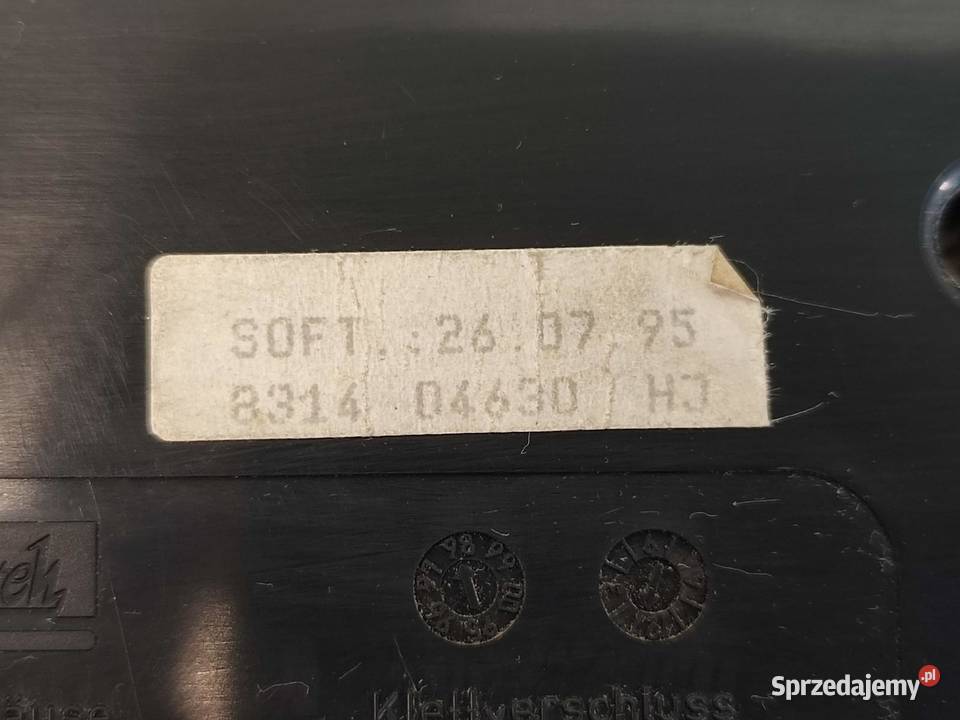 SOFT.:26.07.95
8314 04630 HJ
Klettverschluss
Sprzedajemy.pl